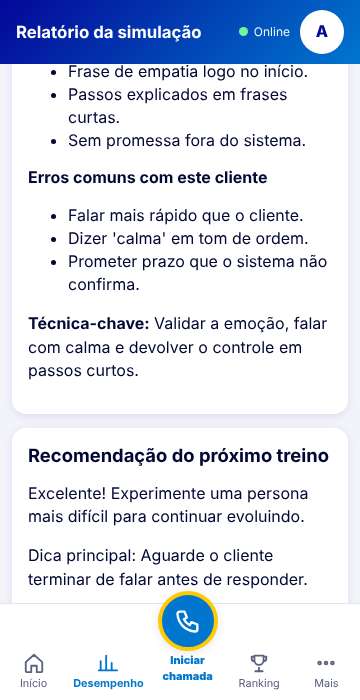 Relatório da simulação
Online
A
Frase de empatia logo no início.
Passos explicados em frases
curtas.
Sem promessa fora do sistema.
Erros comuns com este cliente
Falar mais rápido que o cliente.
Dizer 'calma' em tom de ordem.
Prometer prazo que o sistema não
confirma.
Técnica-chave: Validar a emoção, falar
com calma e devolver o controle em
passos curtos.
Recomendação do próximo treino
Excelente! Experimente uma persona
mais difícil para continuar evoluindo.
Dica principal: Aguarde o cliente
terminar de falar antes de responder.
Início
Desempenho
Iniciar
chamada
Ranking
Mais